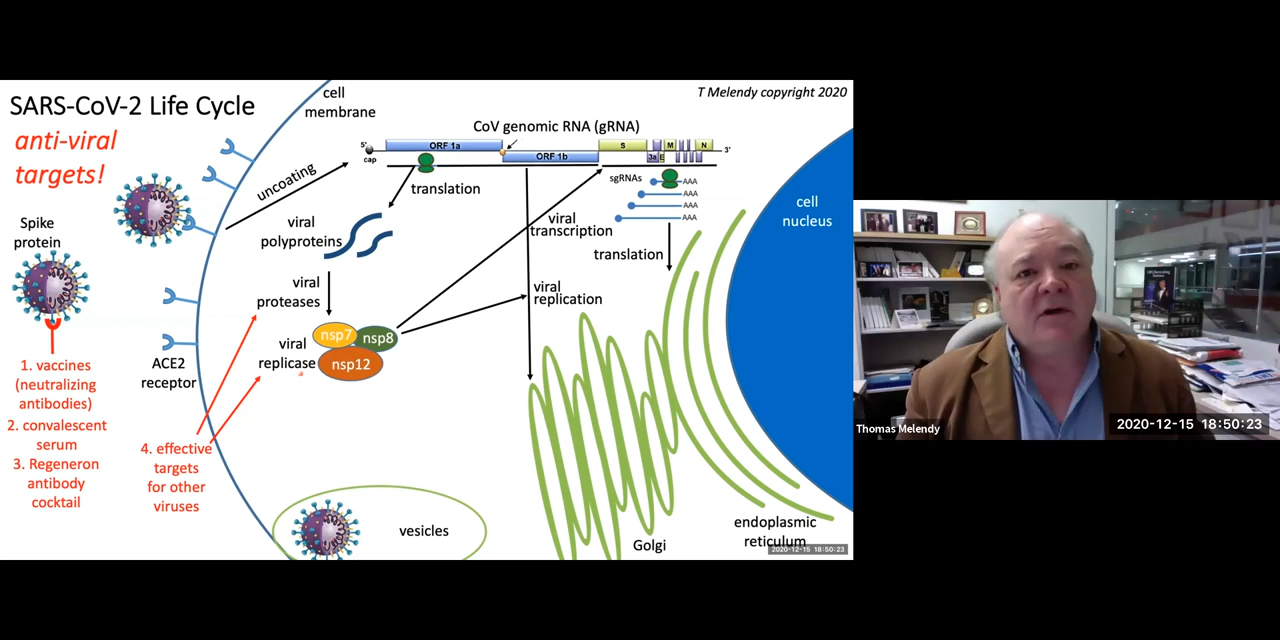 SARS-CoV-2 Life Cycle
anti-viral
targets!
T Melendy copyright 2020
cell
membrane
CoV genomic RNA (gRNA)
5'
cap
ORF 1a
ORF 1b
S
3a
E
M
N
3'
uncoating
translation
sgRNAs
AAA
AAA
AAA
AAA
cell
nucleus
viral
polyproteins
viral
transcription
translation
Spike
protein
viral
proteases
viral
replication
nsp7
nsp8
nsp12
viral
replicase
ACE2
receptor
1. vaccines
(neutralizing
antibodies)
2. convalescent
serum
3. Regeneron
antibody
cocktail
4. effective
targets
for other
viruses
vesicles
Golgi
endoplasmic
reticulum
2020-12-15 18:50:23
Thomas Melendy
2020-12-15 18:50:23